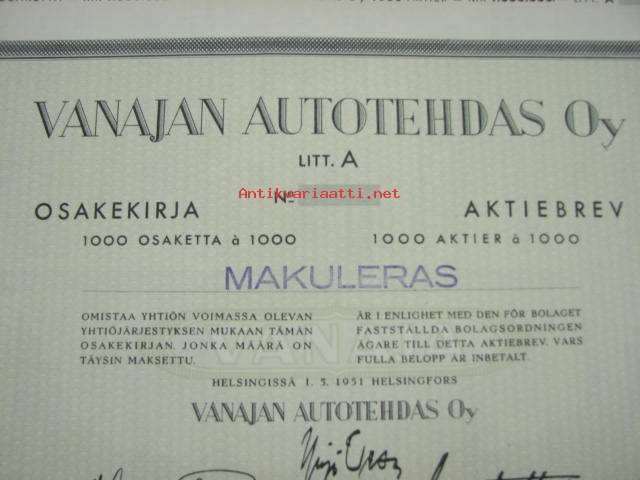 VANAJAN AUTOTEHDAS Oy
LITT. A
Antikvariaatti.net
No
OSAKEKIRJA
AKTIEBREV
1000 OSAKETTA à 1000
1000 AKTIER à 1000
MAKULERAS
OMISTAA YHTIÖN VOIMASSA OLEVAN
YHTIÖJÄRJESTYKSEN MUKAAN TÄMÄN
OSAKEKIRJAN, JONKA MÄÄRÄ ON
TÄYSIN MAKSETTU.
ÄR I ENLIGHET MED DEN FÖR BOLAGET
FASTSTÄLLDA BOLAGSORDNINGEN
ÄGARE TILL DETTA AKTIEBREV, VARS
FULLA BELOPP ÄR INBETALT.
HELSINGISSÄ 1. 5. 1951 HELSINGFORS
VANAJAN AUTOTEHDAS Oy